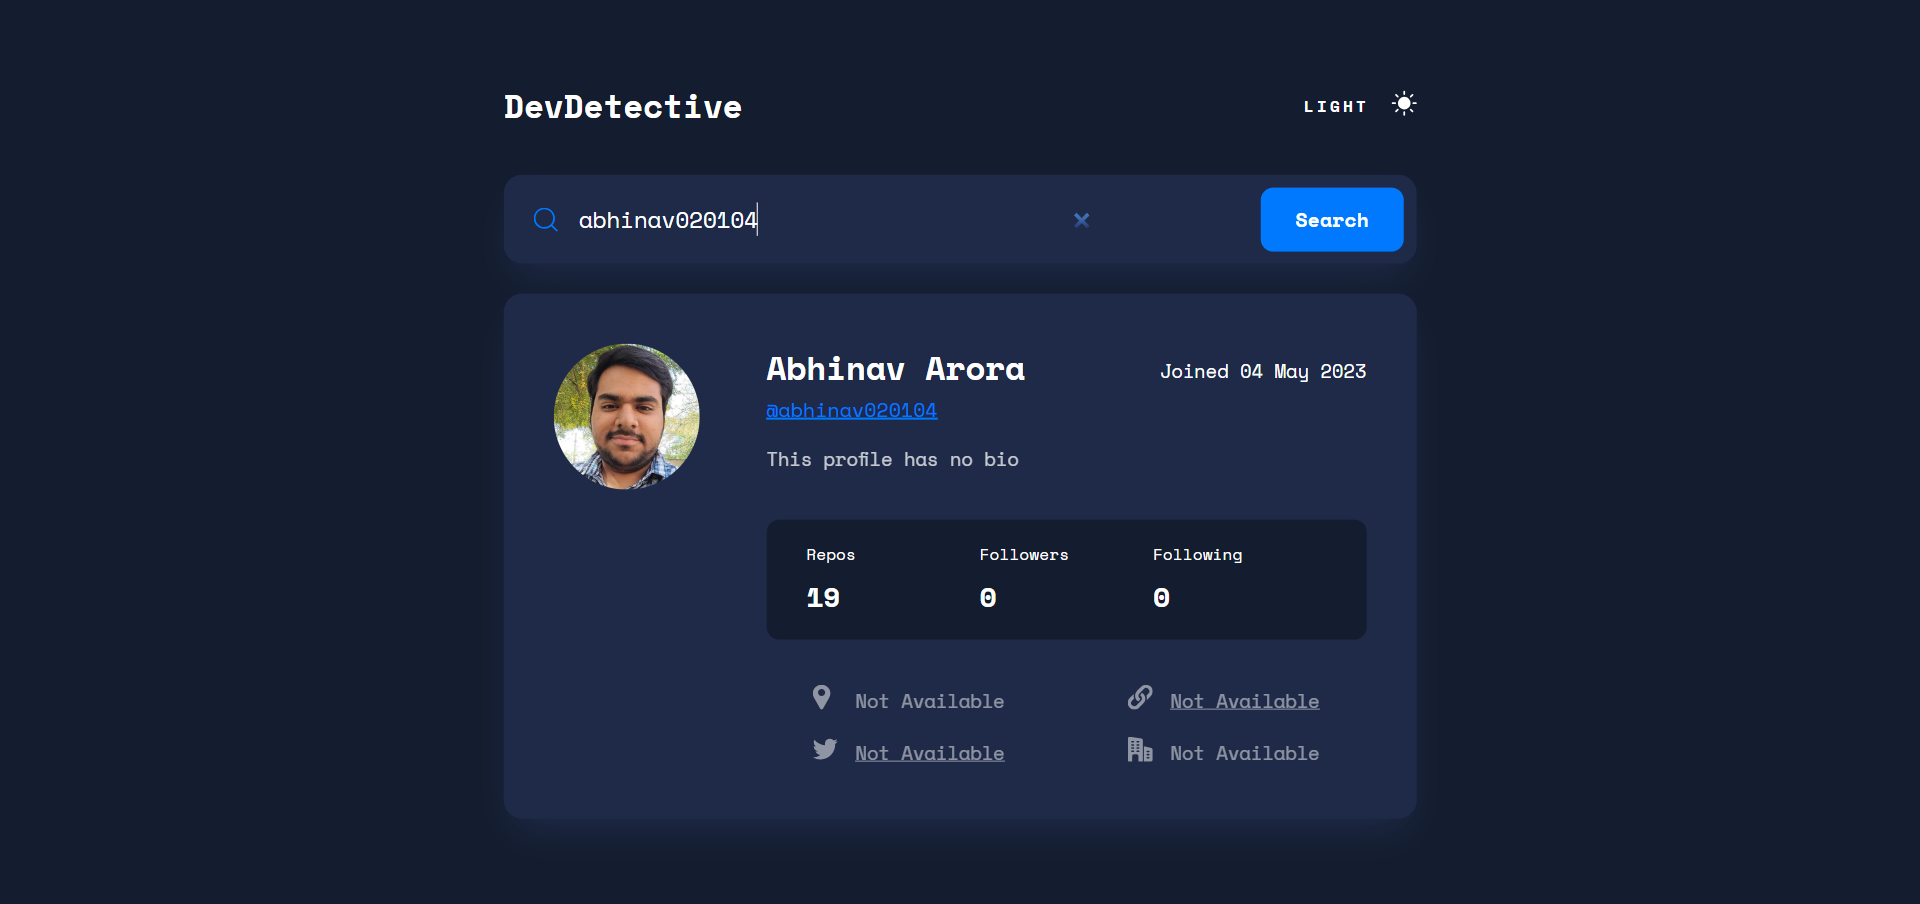 DevDetective
LIGHT
abhinav020104
Search
Abhinav Arora
Joined 04 May 2023
@abhinav020104
This profile has no bio
Repos Followers Following
19 0 0
Not Available Not Available
Not Available Not Available